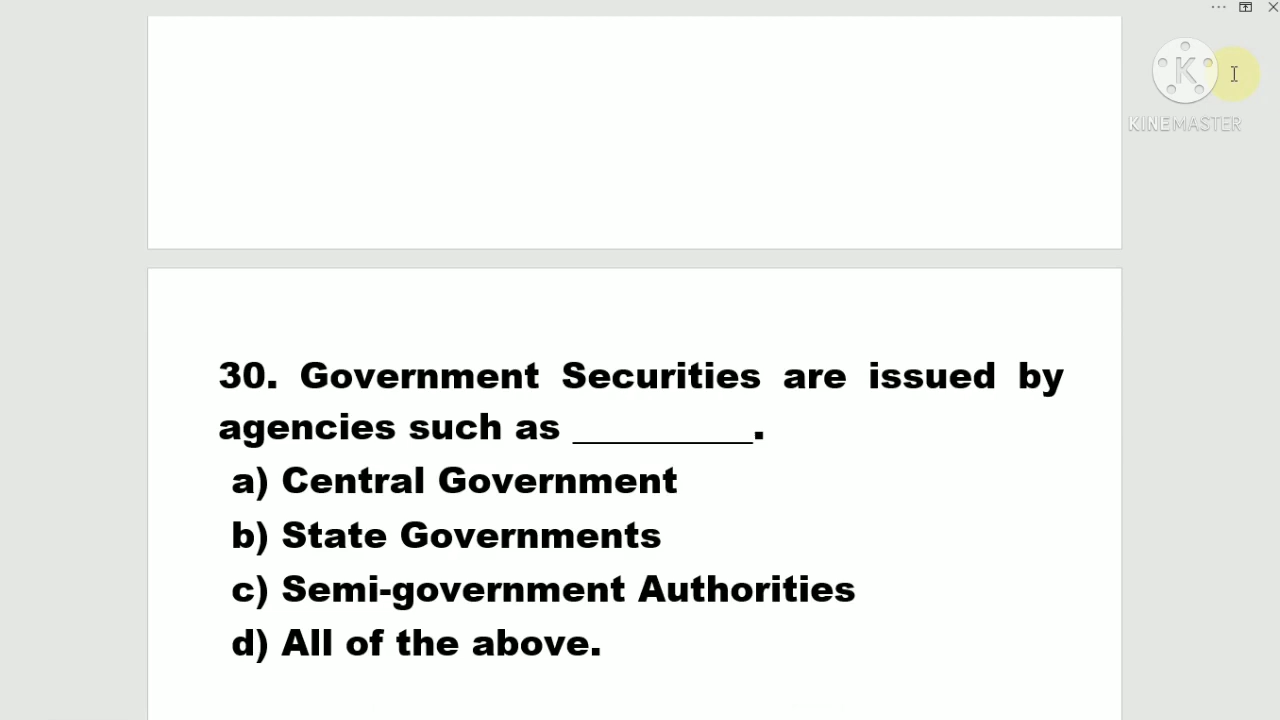 K
KINEMASTER
30. Government Securities are issued by
agencies such as __________.
a) Central Government
b) State Governments
c) Semi-government Authorities
d) All of the above.